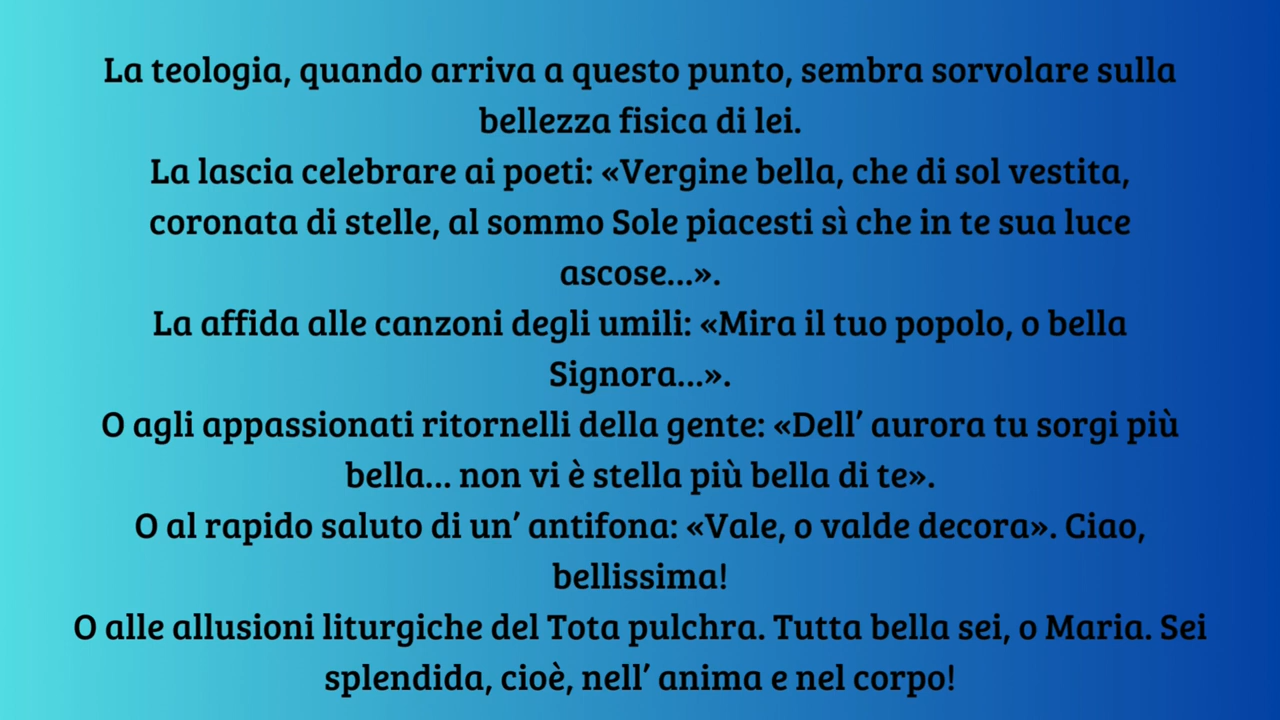 La teologia, quando arriva a questo punto, sembra sorvolare sulla
bellezza fisica di lei.
La lascia celebrare ai poeti: «Vergine bella, che di sol vestita,
coronata di stelle, al sommo Sole piacesti sì che in te sua luce
ascose...».
La affida alle canzoni degli umili: «Mira il tuo popolo, o bella
Signora...».
O agli appassionati ritornelli della gente: «Dell’ aurora tu sorgi più
bella... non vi è stella più bella di te».
O al rapido saluto di un’ antifona: «Vale, o valde decora». Ciao,
bellissima!
O alle allusioni liturgiche del Tota pulchra. Tutta bella sei, o Maria. Sei
splendida, cioè, nell’ anima e nel corpo!